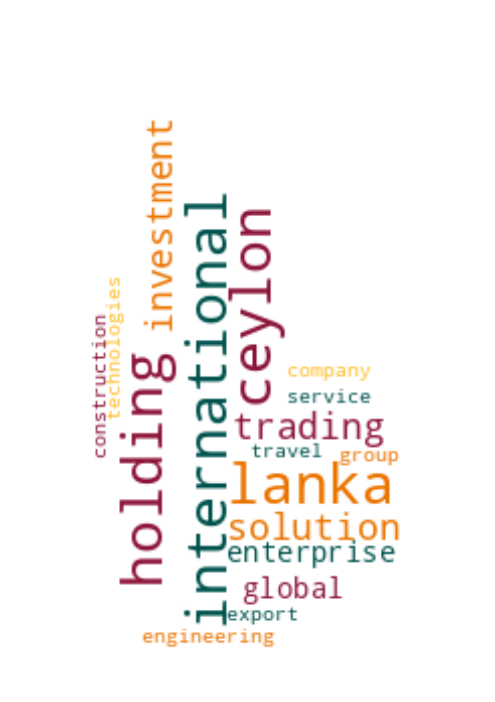 construction
technologies
holding
investment
international
ceylon
company
service
trading
travel
group
lanka
solution
enterprise
global
export
engineering